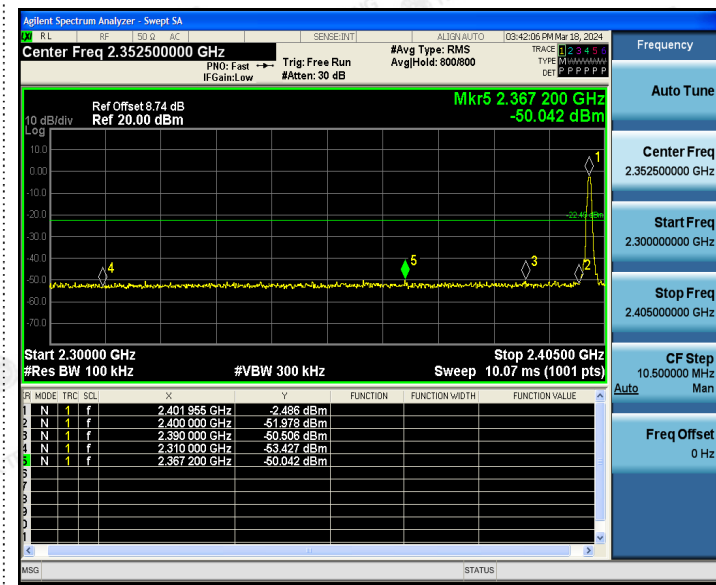 Agilent Spectrum Analyzer - Swept SA
RL RF 50 Ω AC SENSE:INT ALIGN AUTO 03:42:06 PM Mar 18, 2024
Center Freq 2.352500000 GHz
PNO: Fast
IFGain:Low
Trig: Free Run
#Atten: 30 dB
#Avg Type: RMS
Avg|Hold: 800/800
TRACE 1 2 3 4 5 6
TYPE M
DET P P P P P P
Frequency
Auto Tune
Center Freq
2.352500000 GHz
Start Freq
2.300000000 GHz
Stop Freq
2.405000000 GHz
CF Step
10.500000 MHz
Auto Man
Freq Offset
0 Hz
Mkr5 2.367 200 GHz
-50.042 dBm
Ref Offset 8.74 dB
10 dB/div Ref 20.00 dBm
Log
10.0
0.00
-10.0
-20.0
-30.0
-40.0
-50.0
-60.0
-70.0
1
2
3
4
5
Start 2.30000 GHz Stop 2.40500 GHz
#Res BW 100 kHz #VBW 300 kHz Sweep 10.07 ms (1001 pts)
MODE TRC SCL X Y FUNCTION FUNCTION WIDTH FUNCTION VALUE
1 N 1 f 2.401 955 GHz -2.486 dBm
2 N 1 f 2.400 000 GHz -51.978 dBm
3 N 1 f 2.390 000 GHz -50.506 dBm
4 N 1 f 2.310 000 GHz -53.427 dBm
5 N 1 f 2.367 200 GHz -50.042 dBm
6
7
8
9
MSG STATUS